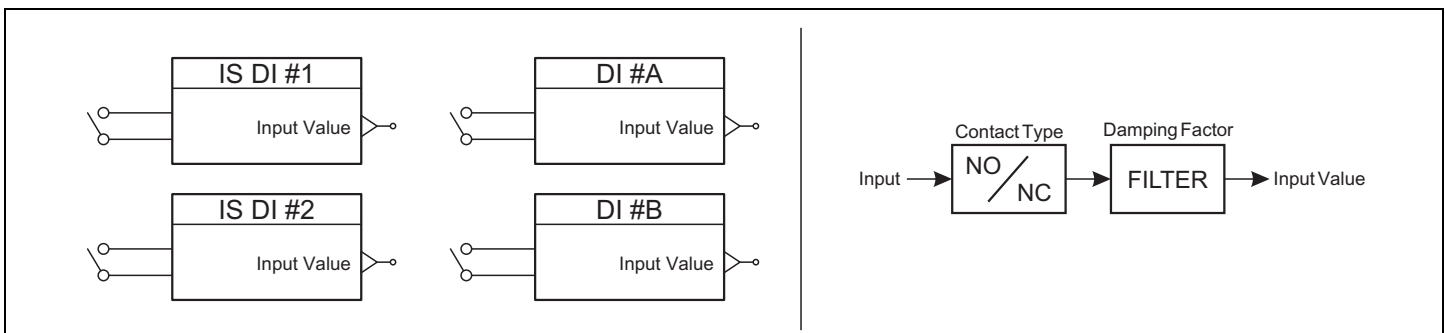 IS DI #1
Input Value
DI #A
Input Value
IS DI #2
Input Value
DI #B
Input Value
Contact Type
Damping Factor
Input
NO
NC
FILTER
Input Value